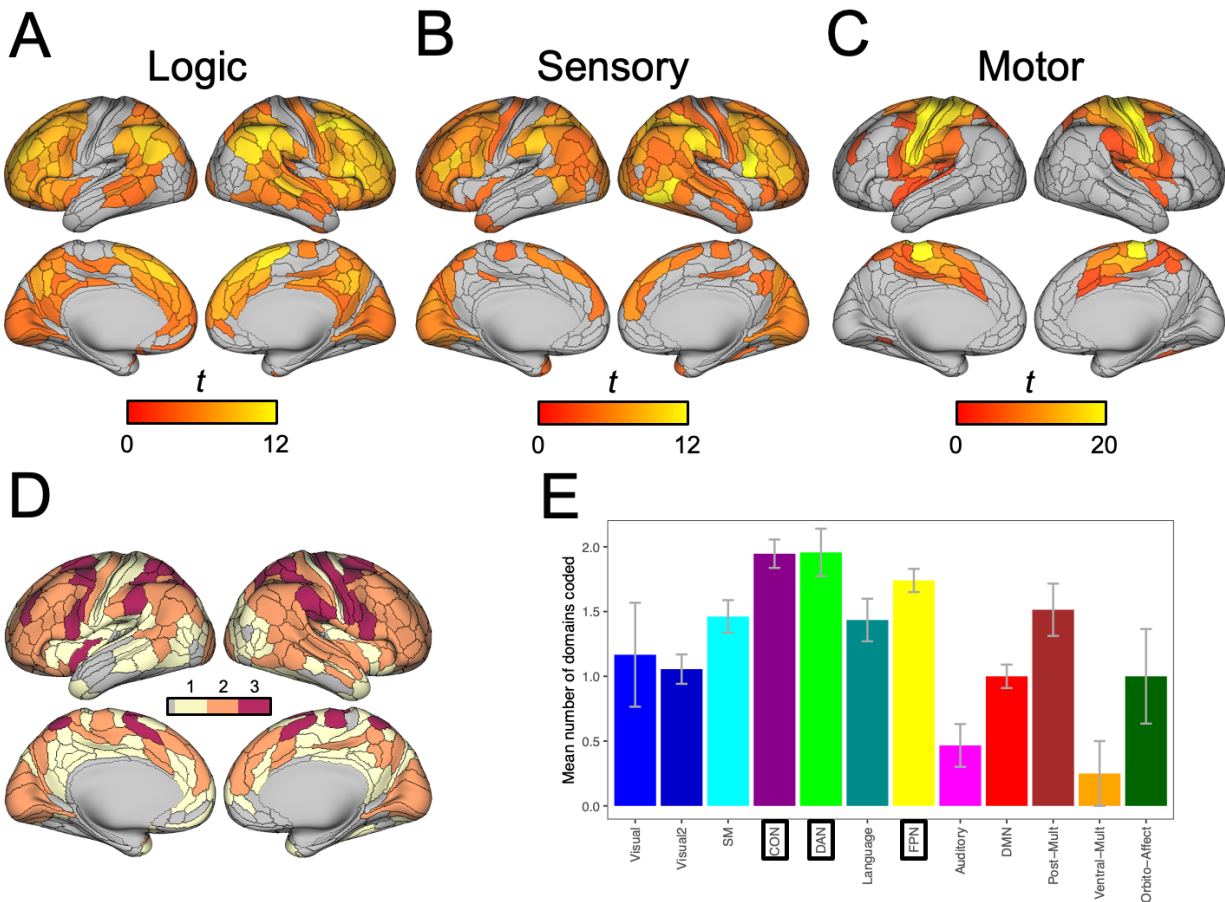 A
Logic
B
Sensory
C
Motor
t
0 12
t
0 12
t
0 20
D
1 2 3
E
Mean number of domains coded
2.0
1.5
1.0
0.5
0.0
Visual
Visual2
SM
CON
DAN
Language
FPN
Auditory
DMN
Post−Mult
Ventral−Mult
Orbito−Affect